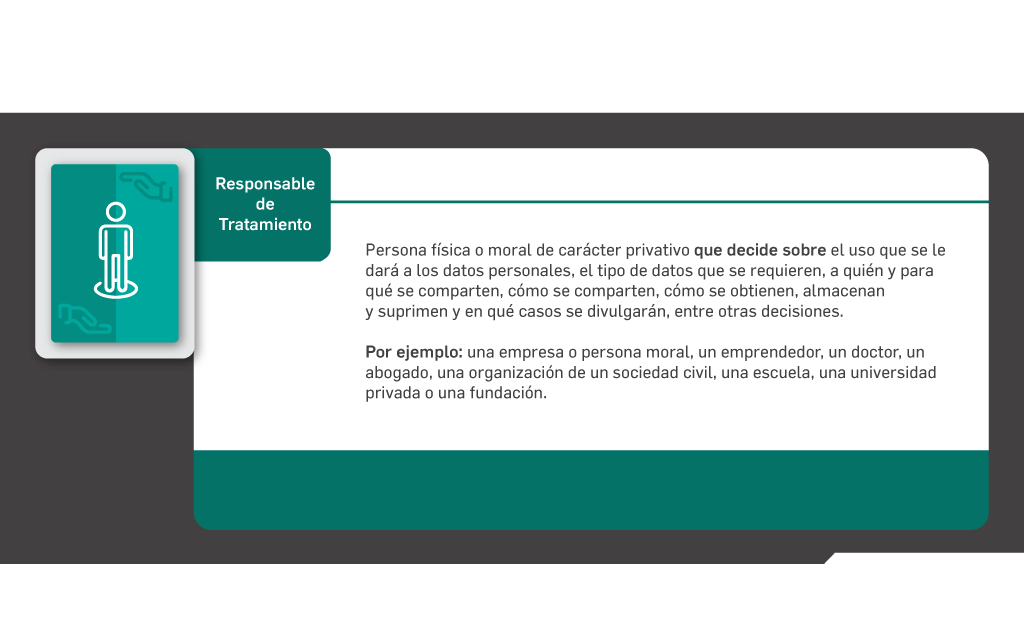 Responsable
de
Tratamiento
Persona física o moral de carácter privativo que decide sobre el uso que se le
dará a los datos personales, el tipo de datos que se requieren, a quién y para
qué se comparten, cómo se comparten, cómo se obtienen, almacenan
y suprimen y en qué casos se divulgarán, entre otras decisiones.
Por ejemplo: una empresa o persona moral, un emprendedor, un doctor, un
abogado, una organización de un sociedad civil, una escuela, una universidad
privada o una fundación.